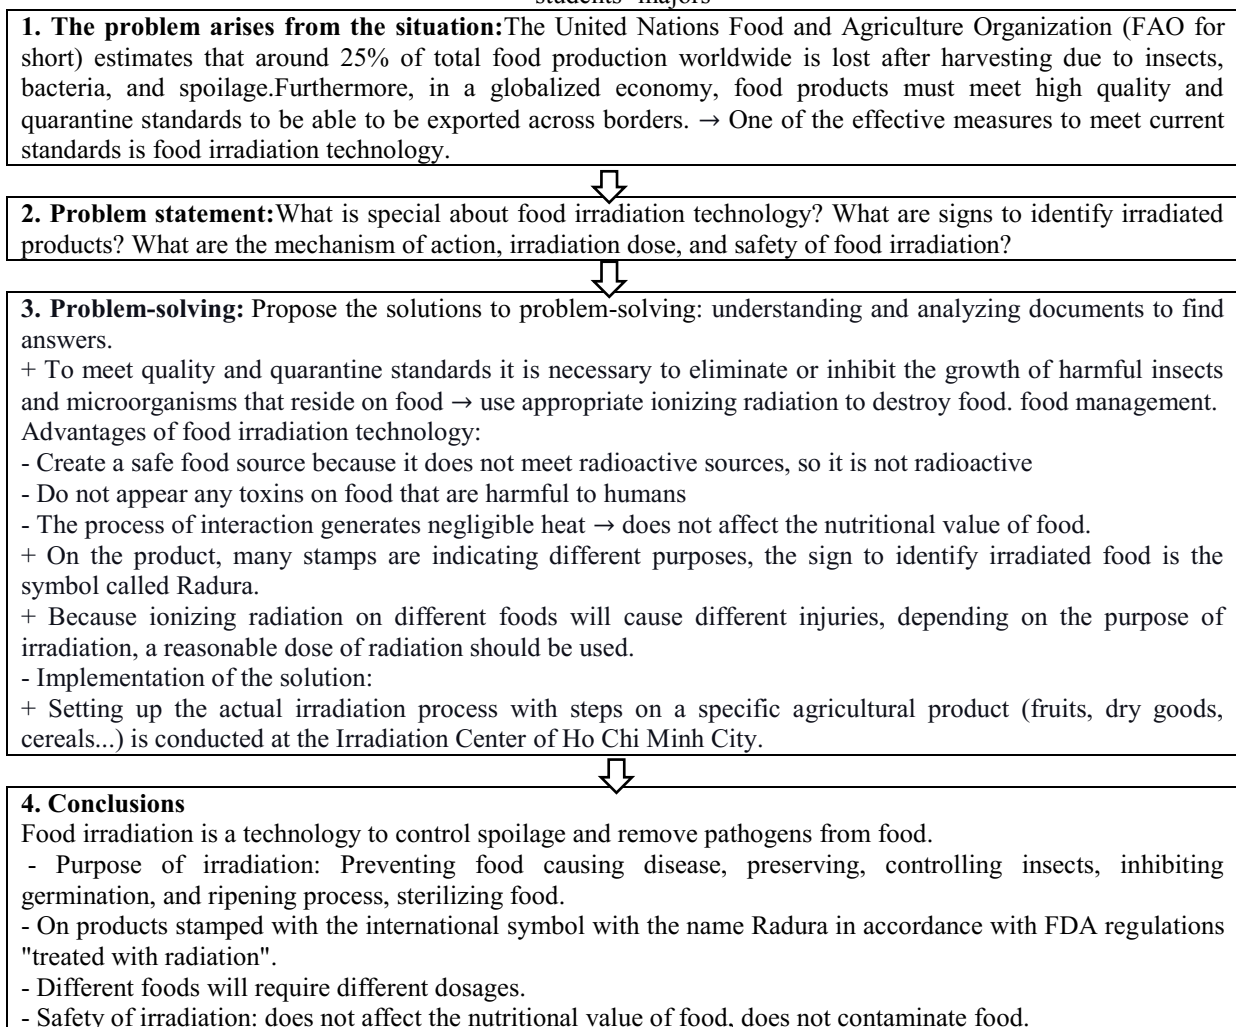 students' majors
1. The problem arises from the situation:The United Nations Food and Agriculture Organization (FAO for
short) estimates that around 25% of total food production worldwide is lost after harvesting due to insects,
bacteria, and spoilage.Furthermore, in a globalized economy, food products must meet high quality and
quarantine standards to be able to be exported across borders. → One of the effective measures to meet current
standards is food irradiation technology.
2. Problem statement:What is special about food irradiation technology? What are signs to identify irradiated
products? What are the mechanism of action, irradiation dose, and safety of food irradiation?
3. Problem-solving: Propose the solutions to problem-solving: understanding and analyzing documents to find
answers.
+ To meet quality and quarantine standards it is necessary to eliminate or inhibit the growth of harmful insects
and microorganisms that reside on food → use appropriate ionizing radiation to destroy food. food management.
Advantages of food irradiation technology:
- Create a safe food source because it does not meet radioactive sources, so it is not radioactive
- Do not appear any toxins on food that are harmful to humans
- The process of interaction generates negligible heat → does not affect the nutritional value of food.
+ On the product, many stamps are indicating different purposes, the sign to identify irradiated food is the
symbol called Radura.
+ Because ionizing radiation on different foods will cause different injuries, depending on the purpose of
irradiation, a reasonable dose of radiation should be used.
- Implementation of the solution:
+ Setting up the actual irradiation process with steps on a specific agricultural product (fruits, dry goods,
cereals...) is conducted at the Irradiation Center of Ho Chi Minh City.
4. Conclusions
Food irradiation is a technology to control spoilage and remove pathogens from food.
- Purpose of irradiation: Preventing food causing disease, preserving, controlling insects, inhibiting
germination, and ripening process, sterilizing food.
- On products stamped with the international symbol with the name Radura in accordance with FDA regulations
"treated with radiation".
- Different foods will require different dosages.
- Safety of irradiation: does not affect the nutritional value of food, does not contaminate food.